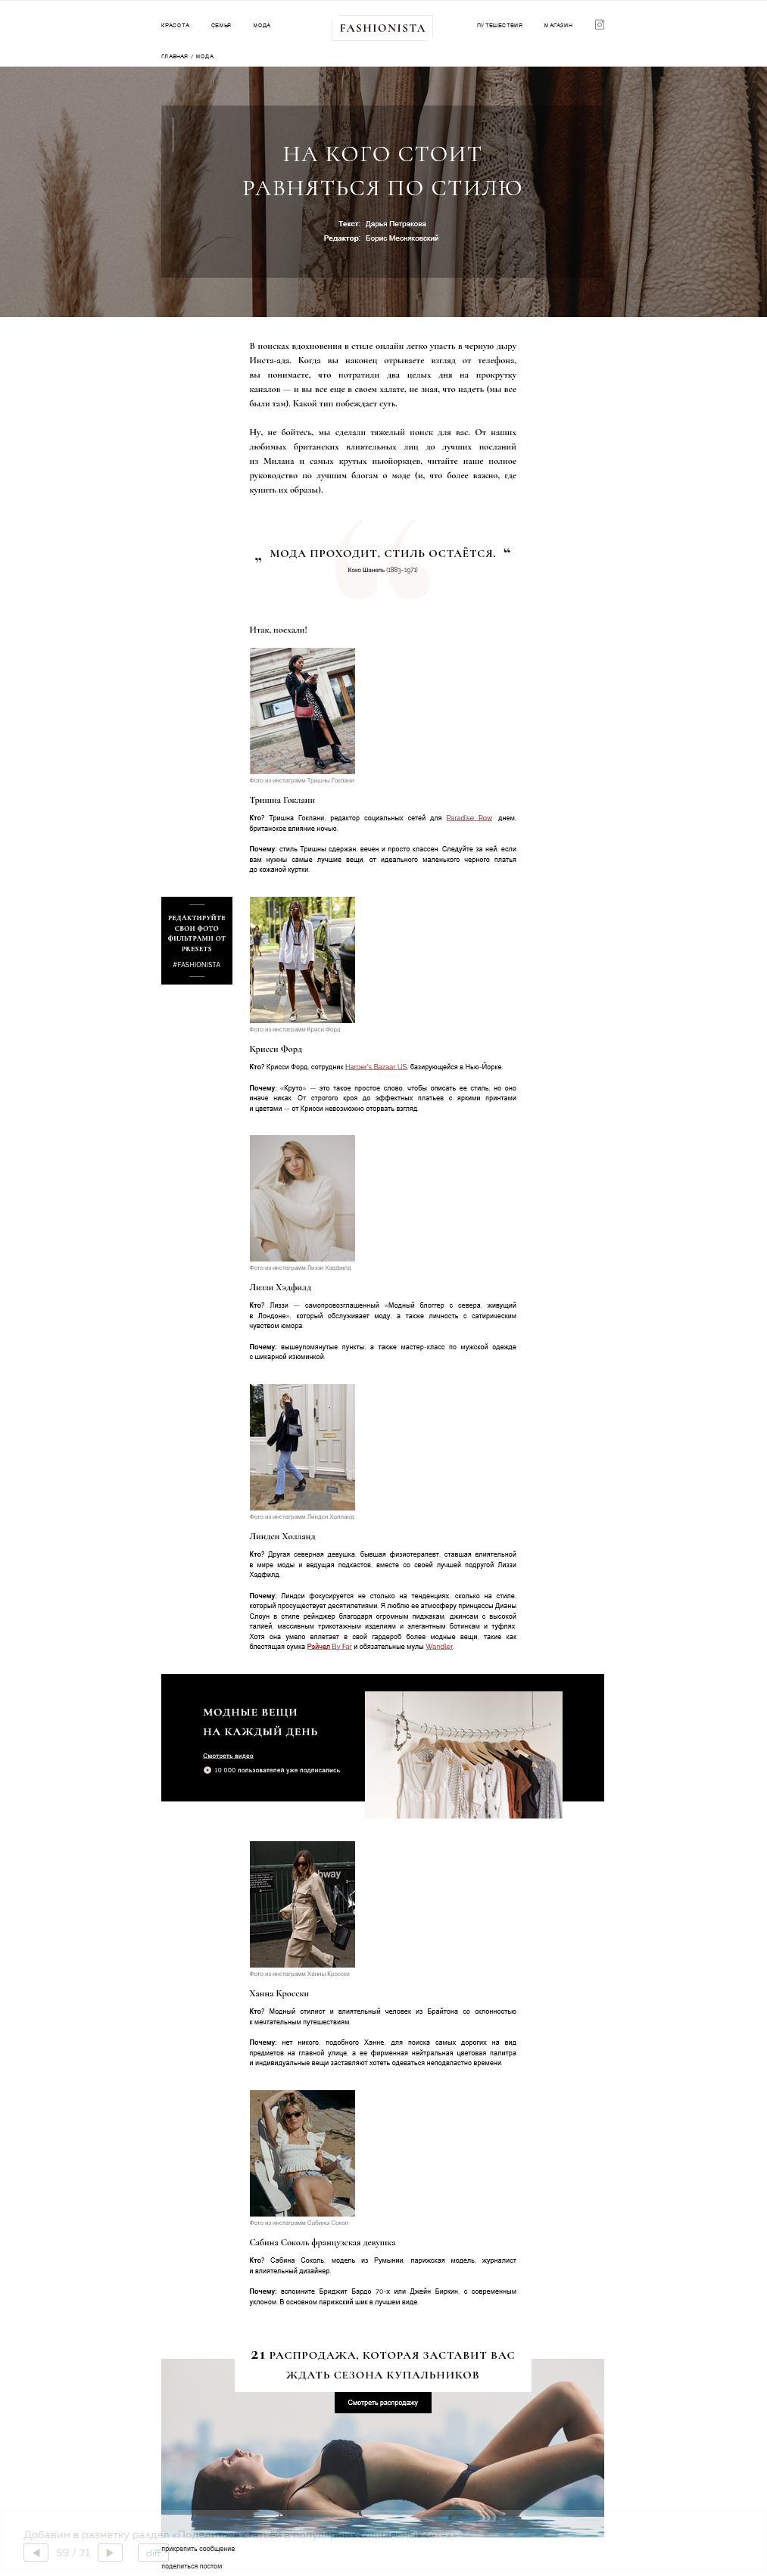 КРАСОТА СЕМЬЯ МОДА FASHIONISTA ПУТЕШЕСТВИЯ МАГАЗИН
ГЛАВНАЯ / МОДА
НА КОГО СТОИТ
РАВНЯТЬСЯ ПО СТИЛЮ
Текст: Дарья Петракова
Редактор: Борис Месняковский
В поисках вдохновения в стиле онлайн легко упасть в черную дыру
Инста-ада. Когда вы наконец отрываете взгляд от телефона,
вы понимаете, что потратили два целых дня на прокрутку
каналов — и вы все еще в своем халате, не зная, что надеть (мы все
были там). Какой тип побеждает суть.
Ну, не бойтесь, мы сделали тяжелый поиск для вас. От наших
любимых британских влиятельных лиц до лучших посланий
из Милана и самых крутых ньюйоркцев, читайте наше полное
руководство по лучшим блогам о моде (и, что более важно, где
купить их образы).
„ МОДА ПРОХОДИТ, СТИЛЬ ОСТАЁТСЯ. “
Коко Шанель (1883-1971)
Итак, поехали!
Фото из инстаграмм Тришны Гоклани
Тришна Гоклани
Кто? Тришна Гоклани, редактор социальных сетей для Paradise Row днем,
британское влияние ночью.
Почему: стиль Тришны сдержан, вечен и просто классен. Следуйте за ней, если
вам нужны самые лучшие вещи, от идеального маленького черного платья
до кожаной куртки.
РЕДАКТИРУЙТЕ
СВОИ ФОТО
ФИЛЬТРАМИ ОТ
PRESETS
#FASHIONISTA
Фото из инстаграмм Криси Форд
Крисси Форд
Кто? Крисси Форд, сотрудник Harper's Bazaar US, базирующейся в Нью-Йорке.
Почему: «Круто» — это такое простое слово, чтобы описать ее стиль, но оно
иначе никак. От строгого кроя до эффектных платьев с яркими принтами
и цветами — от Крисси невозможно оторвать взгляд.
Фото из инстаграмм Лиззи Хэдфилд
Лиззи Хэдфилд
Кто? Лиззи — самопровозглашенный «Модный блоггер с севера, живущий
в Лондоне», который обслуживает моду, а также личность с сатирическим
чувством юмора.
Почему: вышеупомянутые пункты, а также мастер-класс по мужской одежде
с шикарной изюминкой.
Фото из инстаграмм Линдси Холланд
Линдси Холланд
Кто? Другая северная девушка, бывшая физиотерапевт, ставшая влиятельной
в мире моды и ведущая подкастов, вместе со своей лучшей подругой Лиззи
Хэдфилд.
Почему: Линдси фокусируется не столько на тенденциях, сколько на стиле,
который просуществует десятилетиями. Я люблю ее атмосферу принцессы Дианы
Слоун в стиле рейнджер благодаря огромным пиджакам, джинсам с высокой
талией, массивным трикотажным изделиям и элегантным ботинкам и туфлях.
Хотя она умело вплетает в свой гардероб более модные вещи, такие как
блестящая сумка Рэйчел By Far и обязательные мулы Wandler.
МОДНЫЕ ВЕЩИ
НА КАЖДЫЙ ДЕНЬ
Смотреть видео
10 000 пользователей уже подписались
bway
Фото из инстаграмм Ханны Кросски
Ханна Кросски
Кто? Модный стилист и влиятельный человек из Брайтона со склонностью
к мечтательным путешествиям.
Почему: нет никого, подобного Ханне, для поиска самых дорогих на вид
предметов на главной улице, а ее фирменная нейтральная цветовая палитра
и индивидуальные вещи заставляют хотеть одеваться неподвластно времени.
Фото из инстаграмм Сабины Сокол
Сабина Соколь французская девушка
Кто? Сабина Соколь, модель из Румынии, парижская модель, журналист
и влиятельный дизайнер.
Почему: вспомните Бриджит Бардо 70-х или Джейн Биркин, с современным
уклоном. В основном парижский шик в лучшем виде.
21 РАСПРОДАЖА, КОТОРАЯ ЗАСТАВИТ ВАС
ЖДАТЬ СЕЗОНА КУПАЛЬНИКОВ
Смотреть распродажу
Добавим в разметку раздел «Поделиться статьей в популярных
59 / 71 diff
прикрепить сообщение
поделиться постом